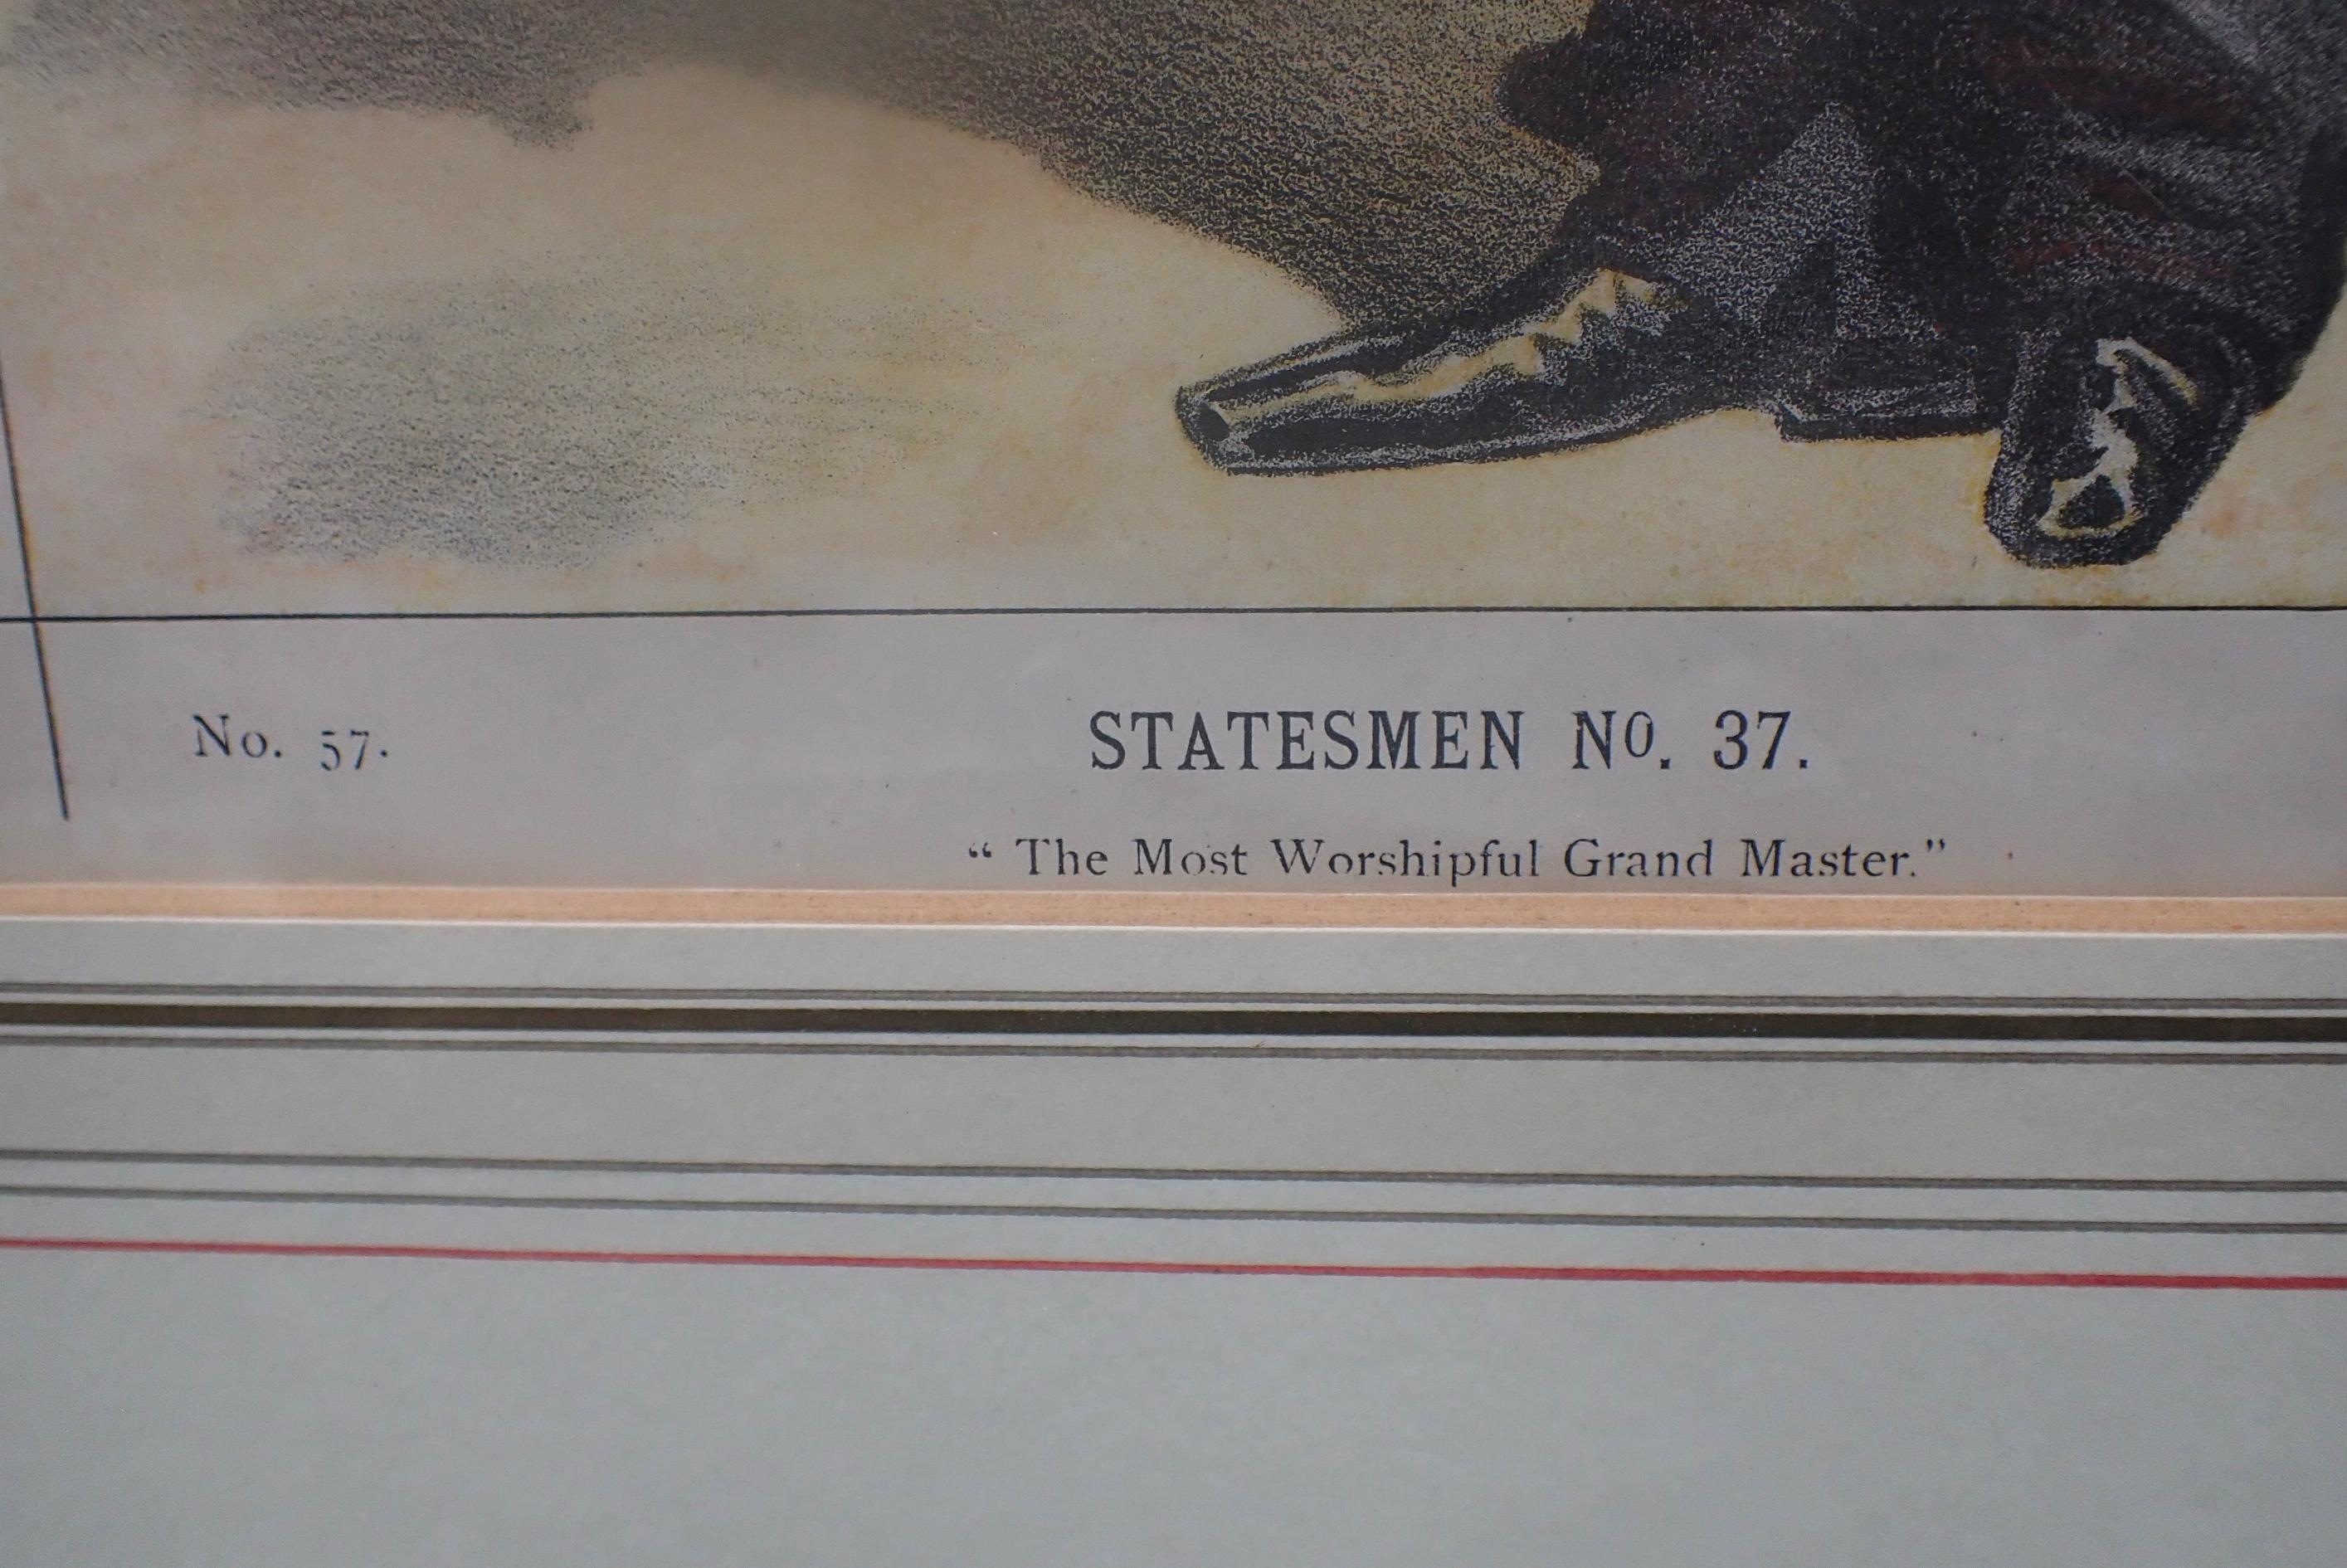 No. 57.
STATESMEN NO. 37.
“ The Most Worshipful Grand Master.”